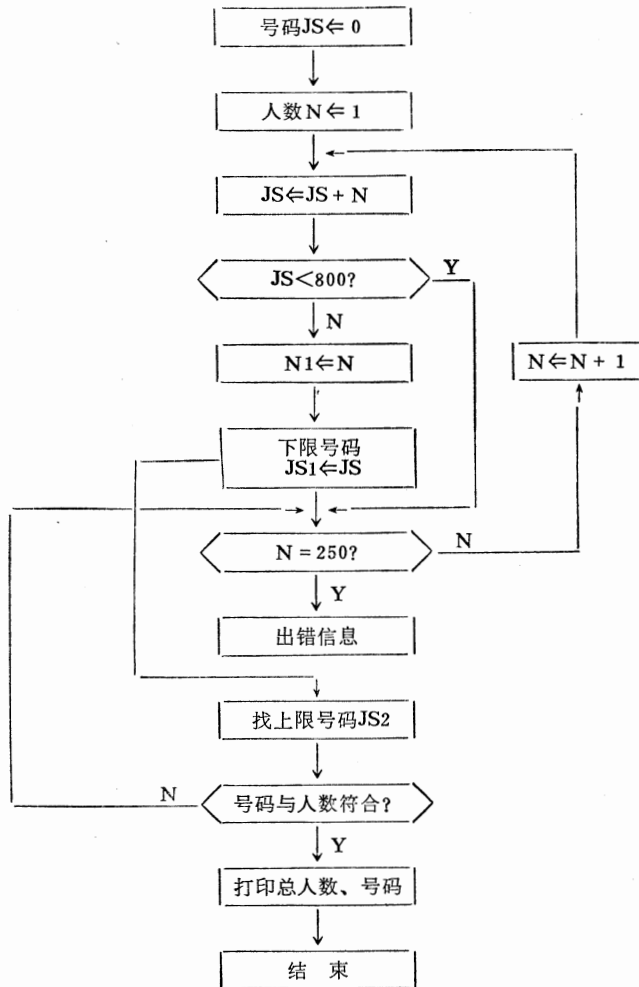 号码JS⇐0
人数N⇐1
JS⇐JS+N
JS<800?
Y
N
N1⇐N
N⇐N+1
下限号码
JS1⇐JS
N=250?
N
Y
出错信息
找上限号码JS2
N
号码与人数符合?
Y
打印总人数、号码
结 束